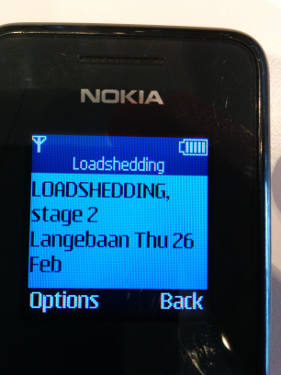 NOKIA
Loadshedding
LOADSHEDDING,
stage 2
Langebaan Thu 26
Feb
Options Back